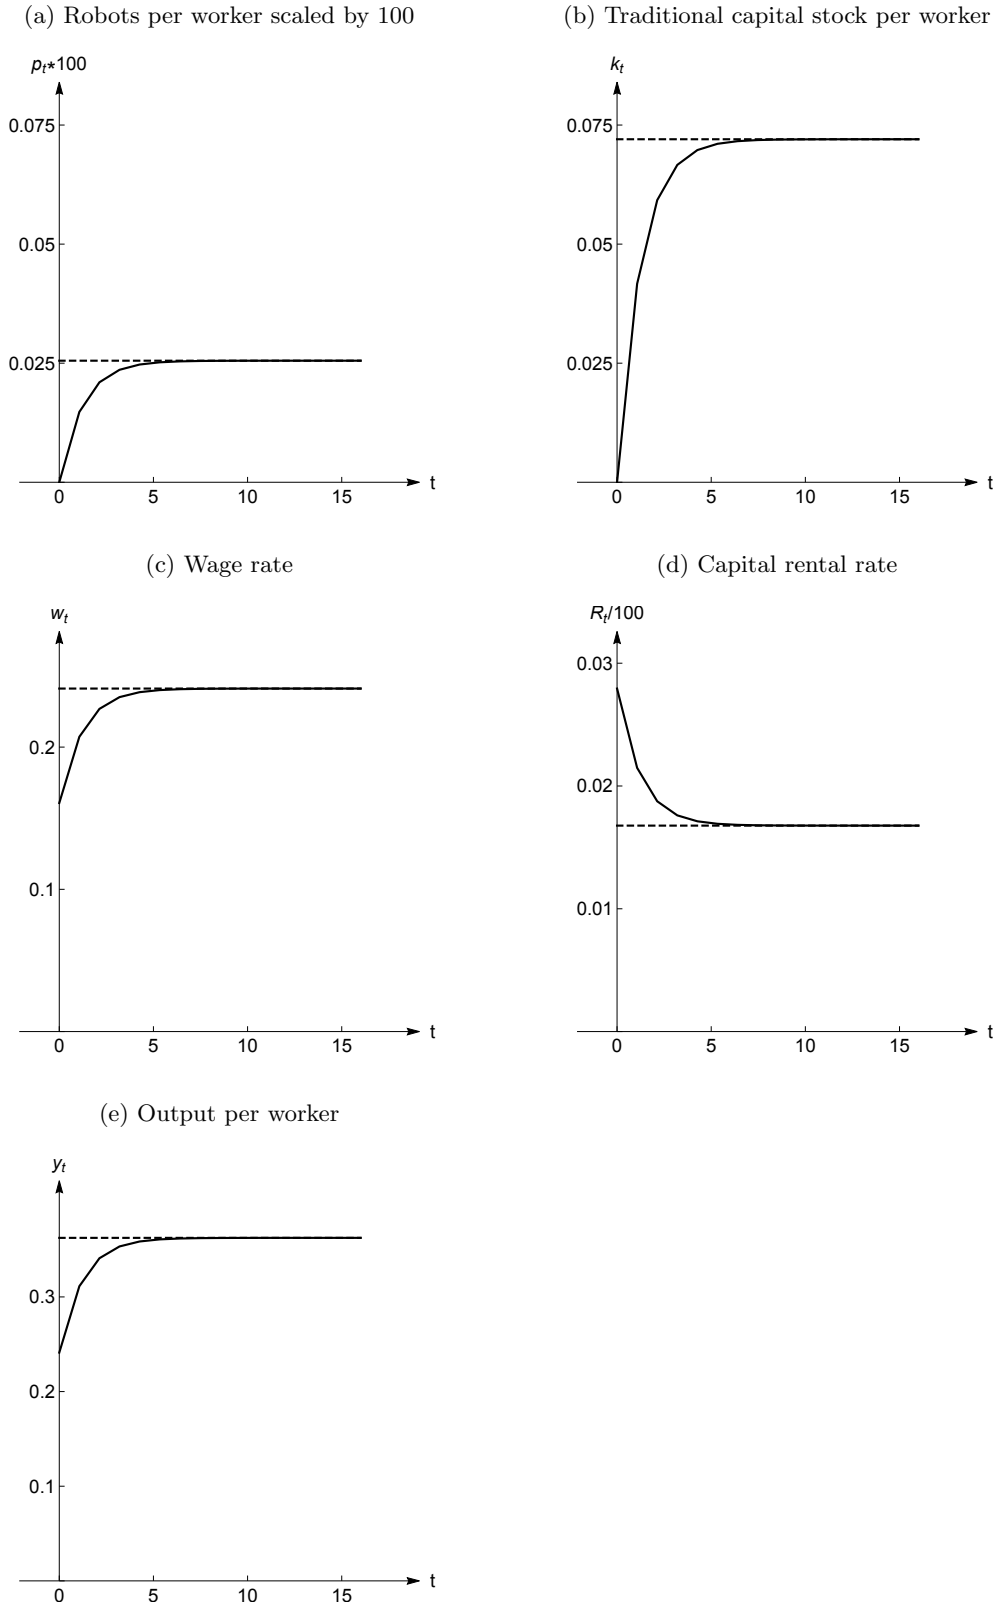 (a) Robots per worker scaled by 100
p_t*100
0.075
0.05
0.025
0 5 10 15 t
(b) Traditional capital stock per worker
k_t
0.075
0.05
0.025
0 5 10 15 t
(c) Wage rate
w_t
0.2
0.1
0 5 10 15 t
(d) Capital rental rate
R_t/100
0.03
0.02
0.01
0 5 10 15 t
(e) Output per worker
y_t
0.3
0.2
0.1
0 5 10 15 t